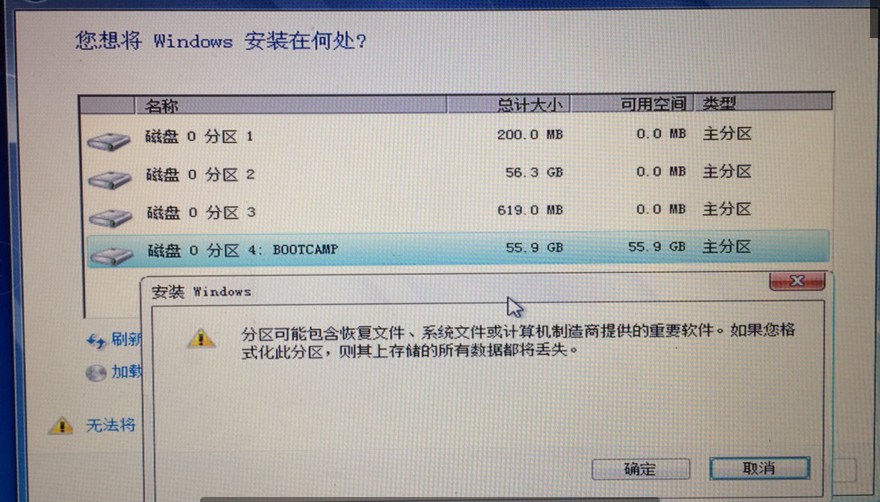 您想将 Windows 安装在何处?
名称 总计大小 可用空间 类型
磁盘 0 分区 1 200.0 MB 0.0 MB 主分区
磁盘 0 分区 2 56.3 GB 0.0 MB 主分区
磁盘 0 分区 3 619.0 MB 0.0 MB 主分区
磁盘 0 分区 4: BOOTCAMP 55.9 GB 55.9 GB 主分区
安装 Windows
分区可能包含恢复文件、系统文件或计算机制造商提供的重要软件。如果您格
式化此分区，则其上存储的所有数据都将丢失。
刷新
加载
无法将
确定 取消